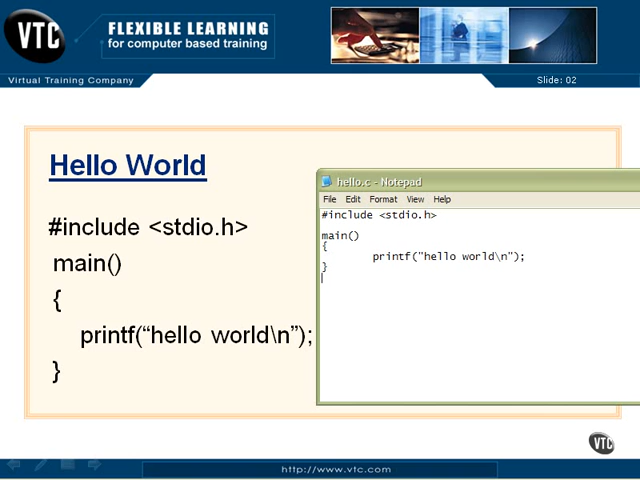 VTC
FLEXIBLE LEARNING
for computer based training
Virtual Training Company
Slide: 02
Hello World
#include <stdio.h>
main()
{
printf(“hello world\n”);
}
hello.c - Notepad
File Edit Format View Help
#include <stdio.h>
main()
{
printf("hello world\n");
}
VTC
http://www.vtc.com